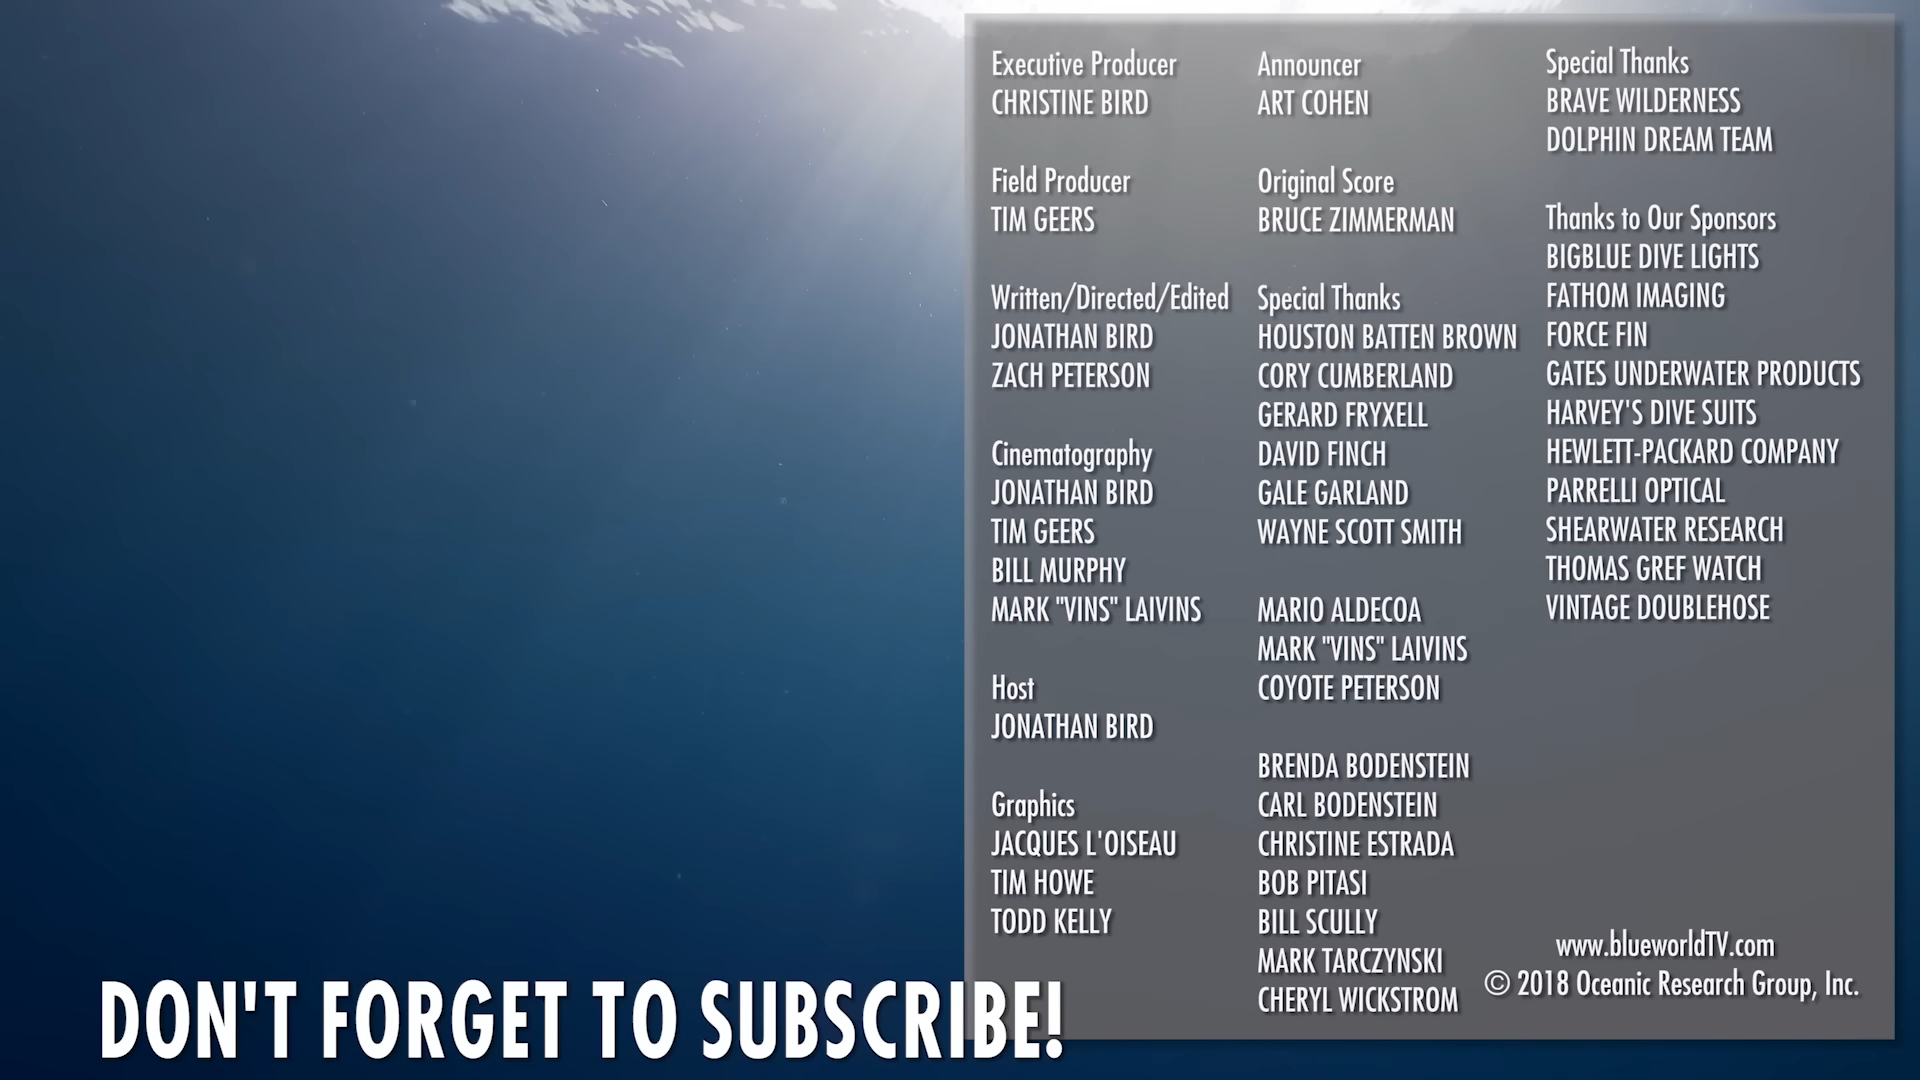 Executive Producer
CHRISTINE BIRD
Field Producer
TIM GEERS
Written/Directed/Edited
JONATHAN BIRD
ZACH PETERSON
Cinematography
JONATHAN BIRD
TIM GEERS
BILL MURPHY
MARK "VINS" LAIVINS
Host
JONATHAN BIRD
Graphics
JACQUES L'OISEAU
TIM HOWE
TODD KELLY
Announcer
ART COHEN
Original Score
BRUCE ZIMMERMAN
Special Thanks
HOUSTON BATTEN BROWN
CORY CUMBERLAND
GERARD FRYXELL
DAVID FINCH
GALE GARLAND
WAYNE SCOTT SMITH
MARIO ALDECOA
MARK "VINS" LAIVINS
COYOTE PETERSON
BRENDA BODENSTEIN
CARL BODENSTEIN
CHRISTINE ESTRADA
BOB PITASI
BILL SCULLY
MARK TARCZYNSKI
CHERYL WICKSTROM
Special Thanks
BRAVE WILDERNESS
DOLPHIN DREAM TEAM
Thanks to Our Sponsors
BIGBLUE DIVE LIGHTS
FATHOM IMAGING
FORCE FIN
GATES UNDERWATER PRODUCTS
HARVEY'S DIVE SUITS
HEWLETT-PACKARD COMPANY
PARRELLI OPTICAL
SHEARWATER RESEARCH
THOMAS GREF WATCH
VINTAGE DOUBLEHOSE
www.blueworldTV.com
© 2018 Oceanic Research Group, Inc.
DON'T FORGET TO SUBSCRIBE!